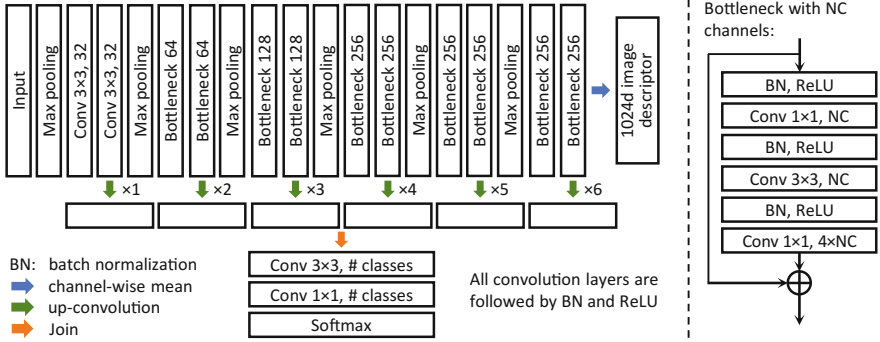 Input
Max pooling
Conv 3×3, 32
Conv 3×3, 32
Max pooling
Bottleneck 64
Bottleneck 64
Max pooling
Bottleneck 128
Bottleneck 128
Max pooling
Bottleneck 256
Bottleneck 256
Max pooling
Bottleneck 256
Bottleneck 256
Max pooling
Bottleneck 256
Bottleneck 256
1024d image
descriptor
×1
×2
×3
×4
×5
×6
Conv 3×3, # classes
Conv 1×1, # classes
Softmax
BN: batch normalization
channel-wise mean
up-convolution
Join
All convolution layers are
followed by BN and ReLU
Bottleneck with NC
channels:
BN, ReLU
Conv 1×1, NC
BN, ReLU
Conv 3×3, NC
BN, ReLU
Conv 1×1, 4×NC